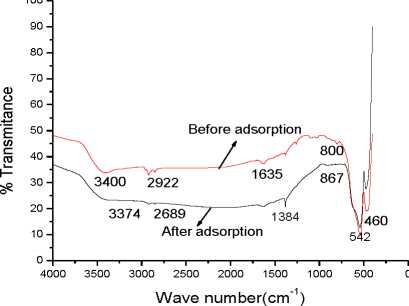 100
90
80
70
60
50
40
30
20
10
0
% Transmitance
Before adsorption
800
3400 2922 1635
867
3374 2689 1384
460
After adsorption
542
4000 3500 3000 2500 2000 1500 1000 500 0
Wave number(cm-1)